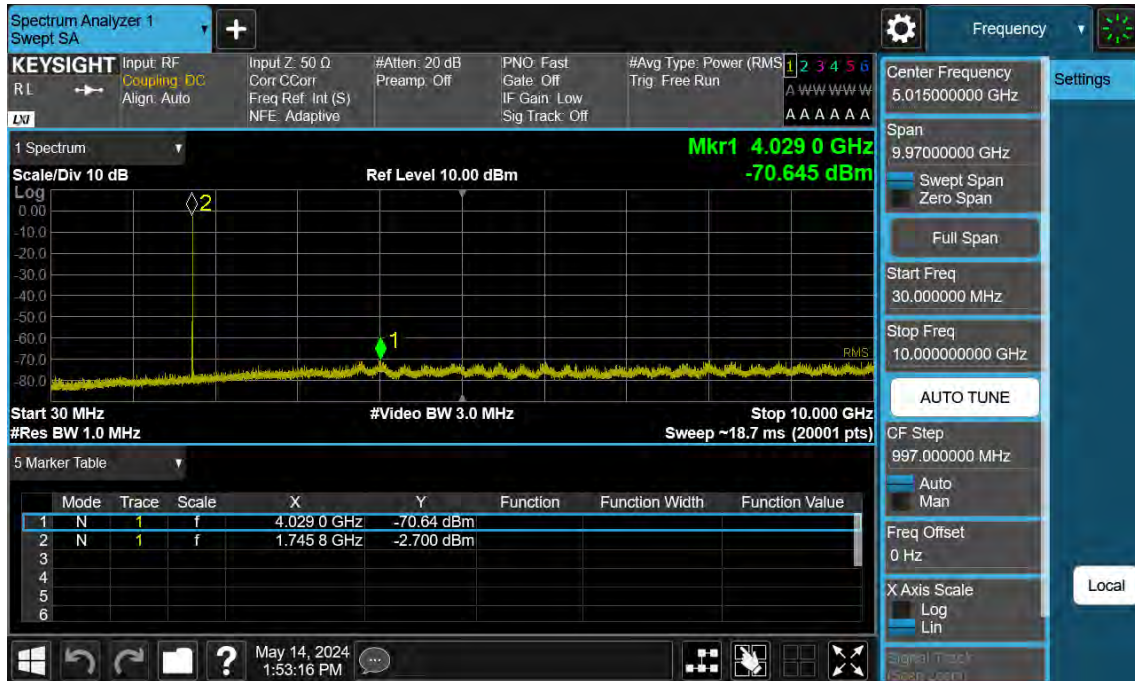 Spectrum Analyzer 1
Swept SA
+
Frequency
KEYSIGHT
RL
LXI
Input: RF
Coupling: DC
Align: Auto
Input Z: 50 Ω
Corr CCorr
Freq Ref: Int (S)
NFE: Adaptive
#Atten: 20 dB
Preamp: Off
PNO: Fast
Gate: Off
IF Gain: Low
Sig Track: Off
#Avg Type: Power (RMS
Trig: Free Run
1 2 3 4 5 6
A W W W W W
A A A A A A
1 Spectrum
Mkr1 4.029 0 GHz
Scale/Div 10 dB
Ref Level 10.00 dBm
-70.645 dBm
Log
0.00
2
-10.0
-20.0
-30.0
-40.0
-50.0
-60.0
1
-70.0
RMS
-80.0
Start 30 MHz
#Video BW 3.0 MHz
Stop 10.000 GHz
#Res BW 1.0 MHz
Sweep ~18.7 ms (20001 pts)
5 Marker Table
Mode Trace Scale X Y Function Function Width Function Value
1 N 1 f 4.029 0 GHz -70.64 dBm
2 N 1 f 1.745 8 GHz -2.700 dBm
3
4
5
6
?
May 14, 2024
1:53:16 PM
Center Frequency
5.015000000 GHz
Settings
Span
9.97000000 GHz
Swept Span
Zero Span
Full Span
Start Freq
30.000000 MHz
Stop Freq
10.000000000 GHz
AUTO TUNE
CF Step
997.000000 MHz
Auto
Man
Freq Offset
0 Hz
X Axis Scale
Log
Lin
Local
Signal Track
(Span Zoom)